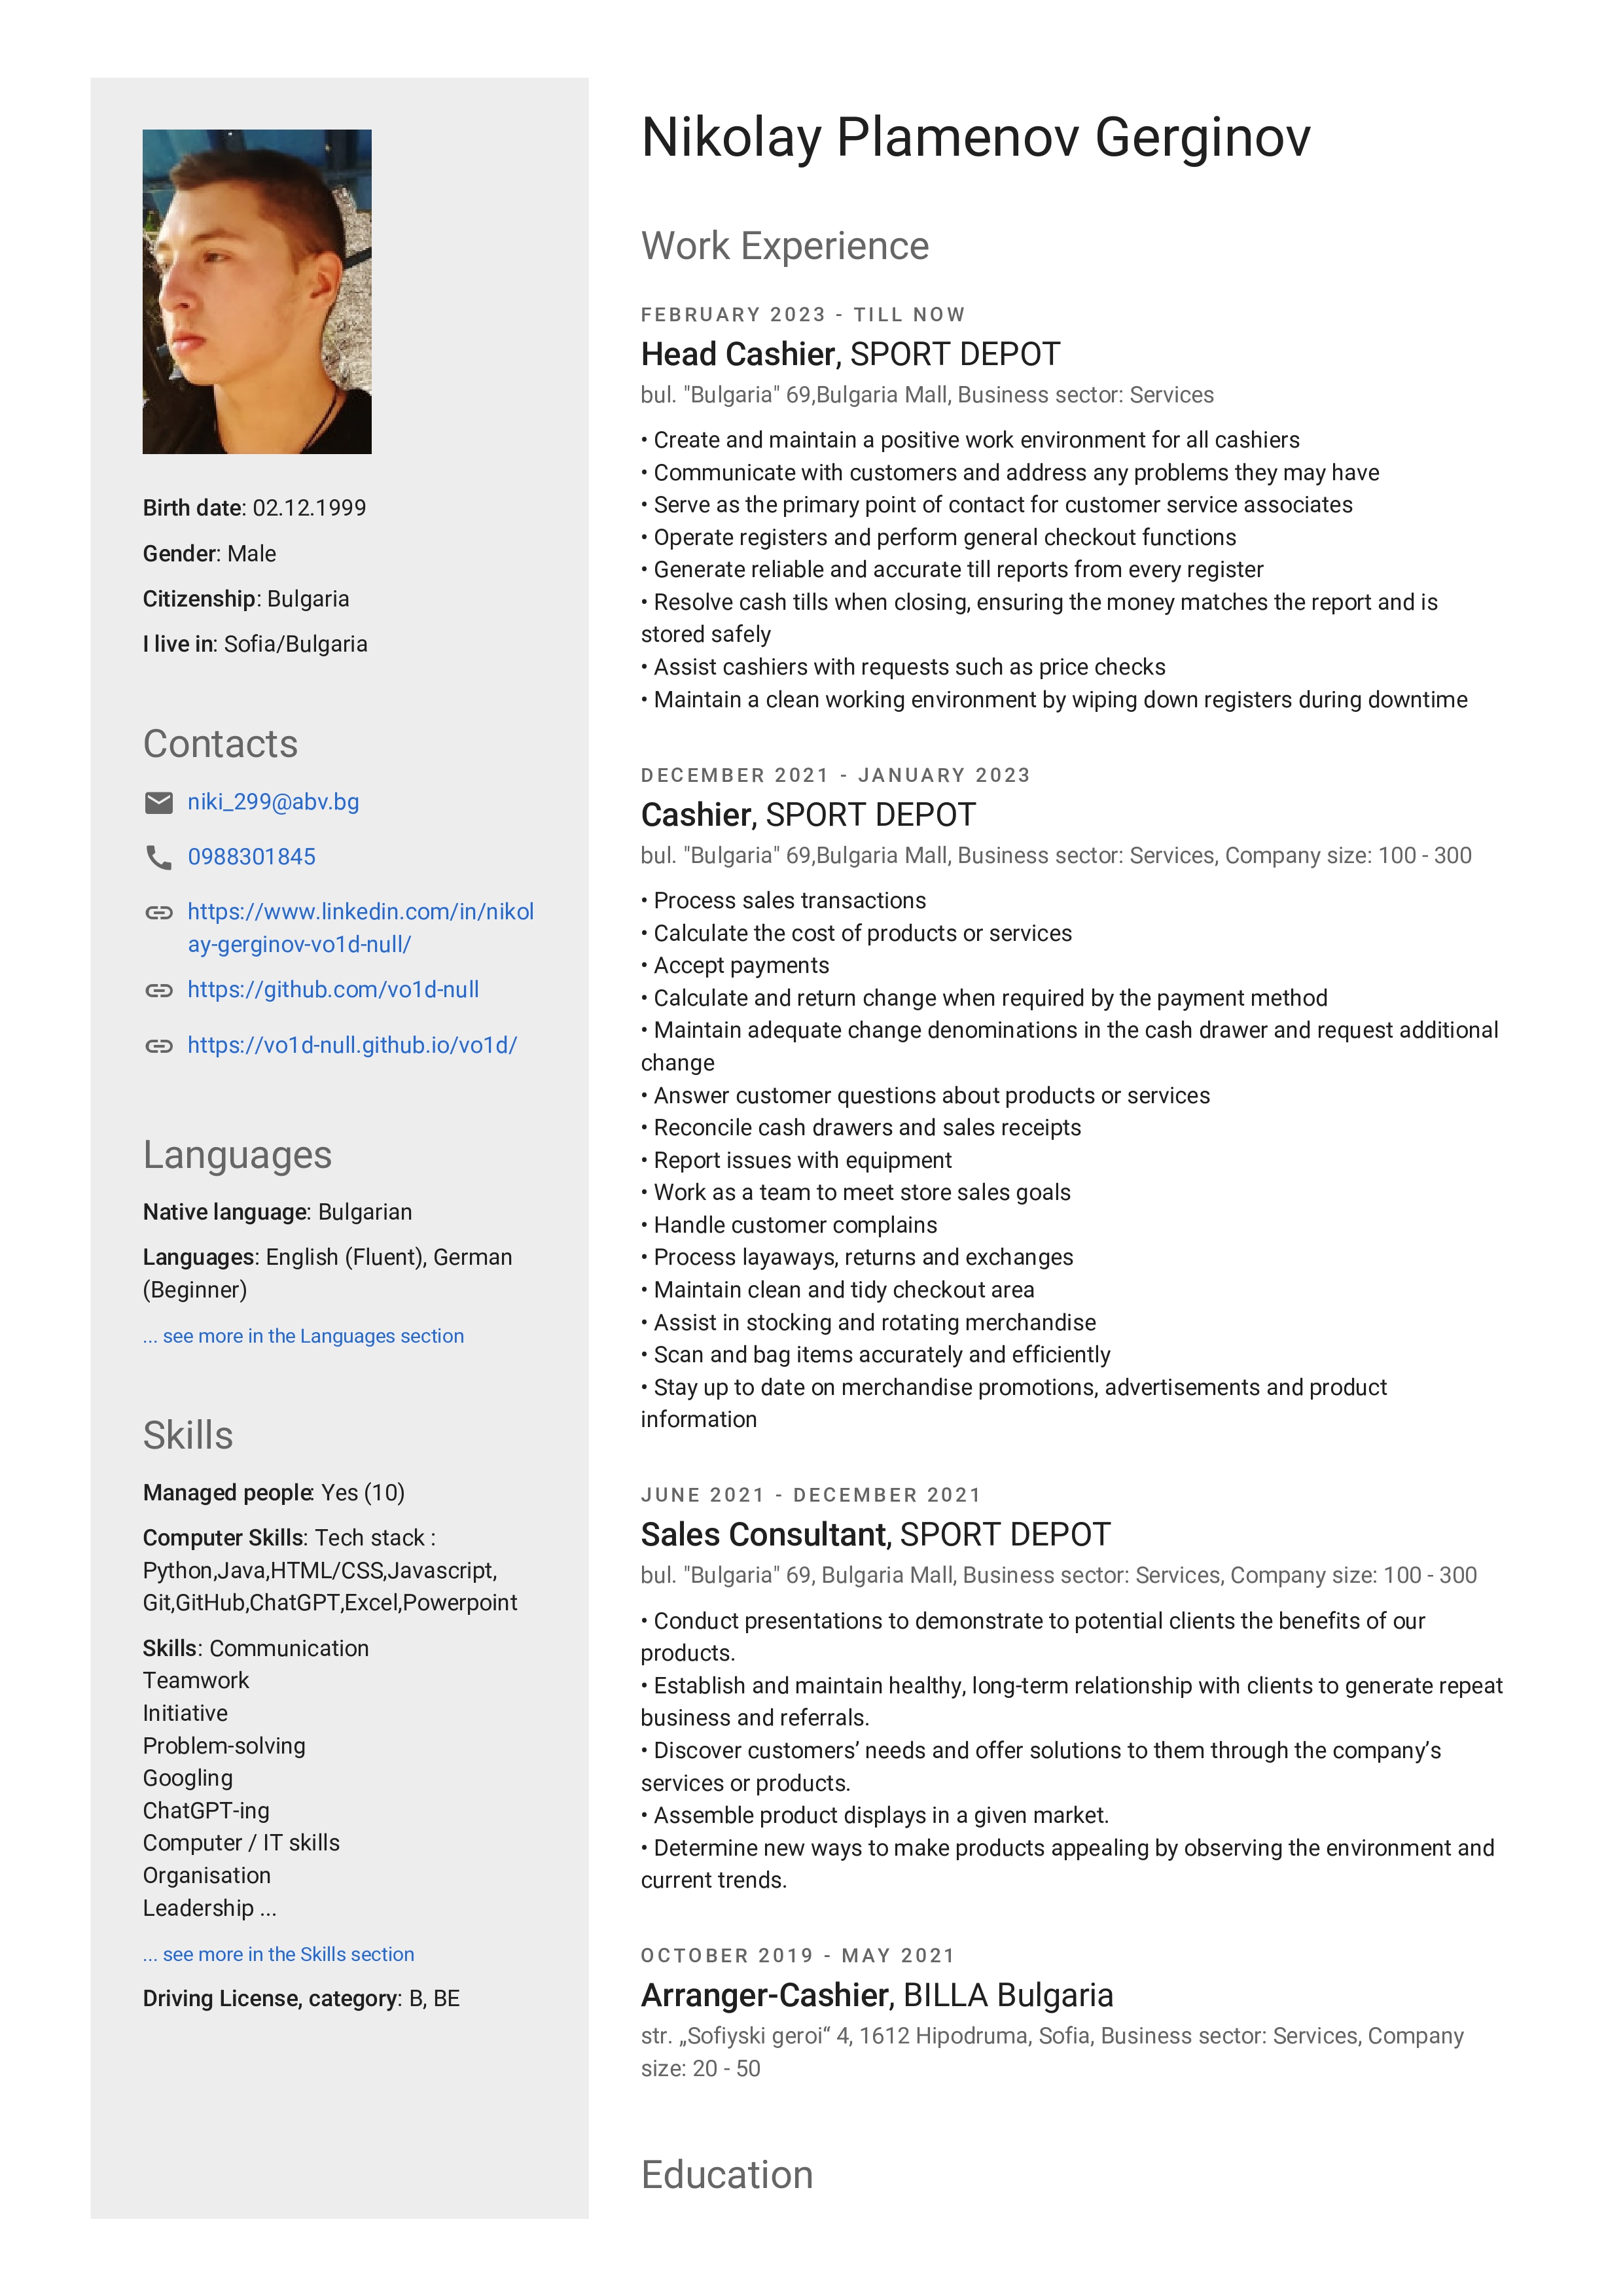 Birth date: 02.12.1999
Gender: Male
Citizenship: Bulgaria
I live in: Sofia/Bulgaria
Contacts
niki_299@abv.bg
0988301845
https://www.linkedin.com/in/nikol
ay-gerginov-vo1d-null/
https://github.com/vo1d-null
https://vo1d-null.github.io/vo1d/
Languages
Native language: Bulgarian
Languages: English (Fluent), German
(Beginner)
... see more in the Languages section
Skills
Managed people: Yes (10)
Computer Skills: Tech stack :
Python,Java,HTML/CSS,Javascript,
Git,GitHub,ChatGPT,Excel,Powerpoint
Skills: Communication
Teamwork
Initiative
Problem-solving
Googling
ChatGPT-ing
Computer / IT skills
Organisation
Leadership ...
... see more in the Skills section
Driving License, category: B, BE
Nikolay Plamenov Gerginov
Work Experience
FEBRUARY 2023 - TILL NOW
Head Cashier, SPORT DEPOT
bul. "Bulgaria" 69,Bulgaria Mall, Business sector: Services
• Create and maintain a positive work environment for all cashiers
• Communicate with customers and address any problems they may have
• Serve as the primary point of contact for customer service associates
• Operate registers and perform general checkout functions
• Generate reliable and accurate till reports from every register
• Resolve cash tills when closing, ensuring the money matches the report and is
stored safely
• Assist cashiers with requests such as price checks
• Maintain a clean working environment by wiping down registers during downtime
DECEMBER 2021 - JANUARY 2023
Cashier, SPORT DEPOT
bul. "Bulgaria" 69,Bulgaria Mall, Business sector: Services, Company size: 100 - 300
• Process sales transactions
• Calculate the cost of products or services
• Accept payments
• Calculate and return change when required by the payment method
• Maintain adequate change denominations in the cash drawer and request additional
change
• Answer customer questions about products or services
• Reconcile cash drawers and sales receipts
• Report issues with equipment
• Work as a team to meet store sales goals
• Handle customer complains
• Process layaways, returns and exchanges
• Maintain clean and tidy checkout area
• Assist in stocking and rotating merchandise
• Scan and bag items accurately and efficiently
• Stay up to date on merchandise promotions, advertisements and product
information
JUNE 2021 - DECEMBER 2021
Sales Consultant, SPORT DEPOT
bul. "Bulgaria" 69, Bulgaria Mall, Business sector: Services, Company size: 100 - 300
• Conduct presentations to demonstrate to potential clients the benefits of our
products.
• Establish and maintain healthy, long-term relationship with clients to generate repeat
business and referrals.
• Discover customers’ needs and offer solutions to them through the company’s
services or products.
• Assemble product displays in a given market.
• Determine new ways to make products appealing by observing the environment and
current trends.
OCTOBER 2019 - MAY 2021
Arranger-Cashier, BILLA Bulgaria
str. „Sofiyski geroi“ 4, 1612 Hipodruma, Sofia, Business sector: Services, Company
size: 20 - 50
Education